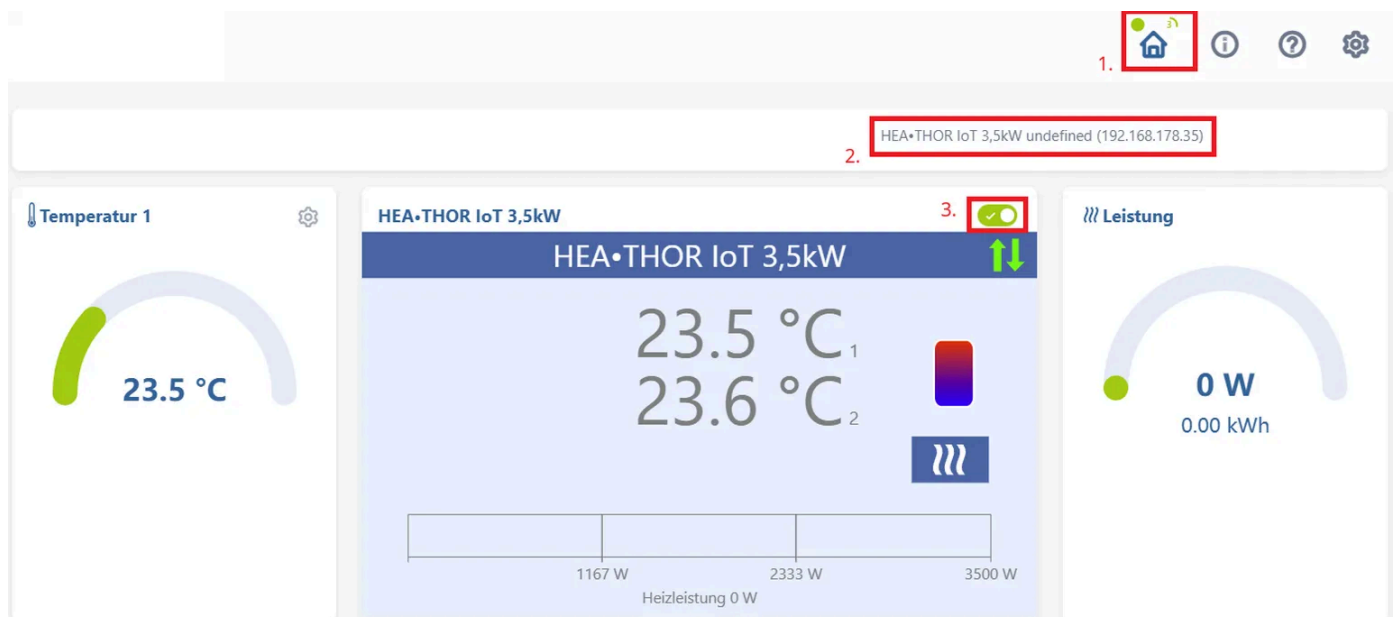 1.
HEA•THOR IoT 3,5kW undefined (192.168.178.35)
2.
Temperatur 1
23.5 °C
HEA•THOR IoT 3,5kW
3.
HEA•THOR IoT 3,5kW
23.5 °C 1
23.6 °C 2
1167 W 2333 W 3500 W
Heizleistung 0 W
Leistung
0 W
0.00 kWh